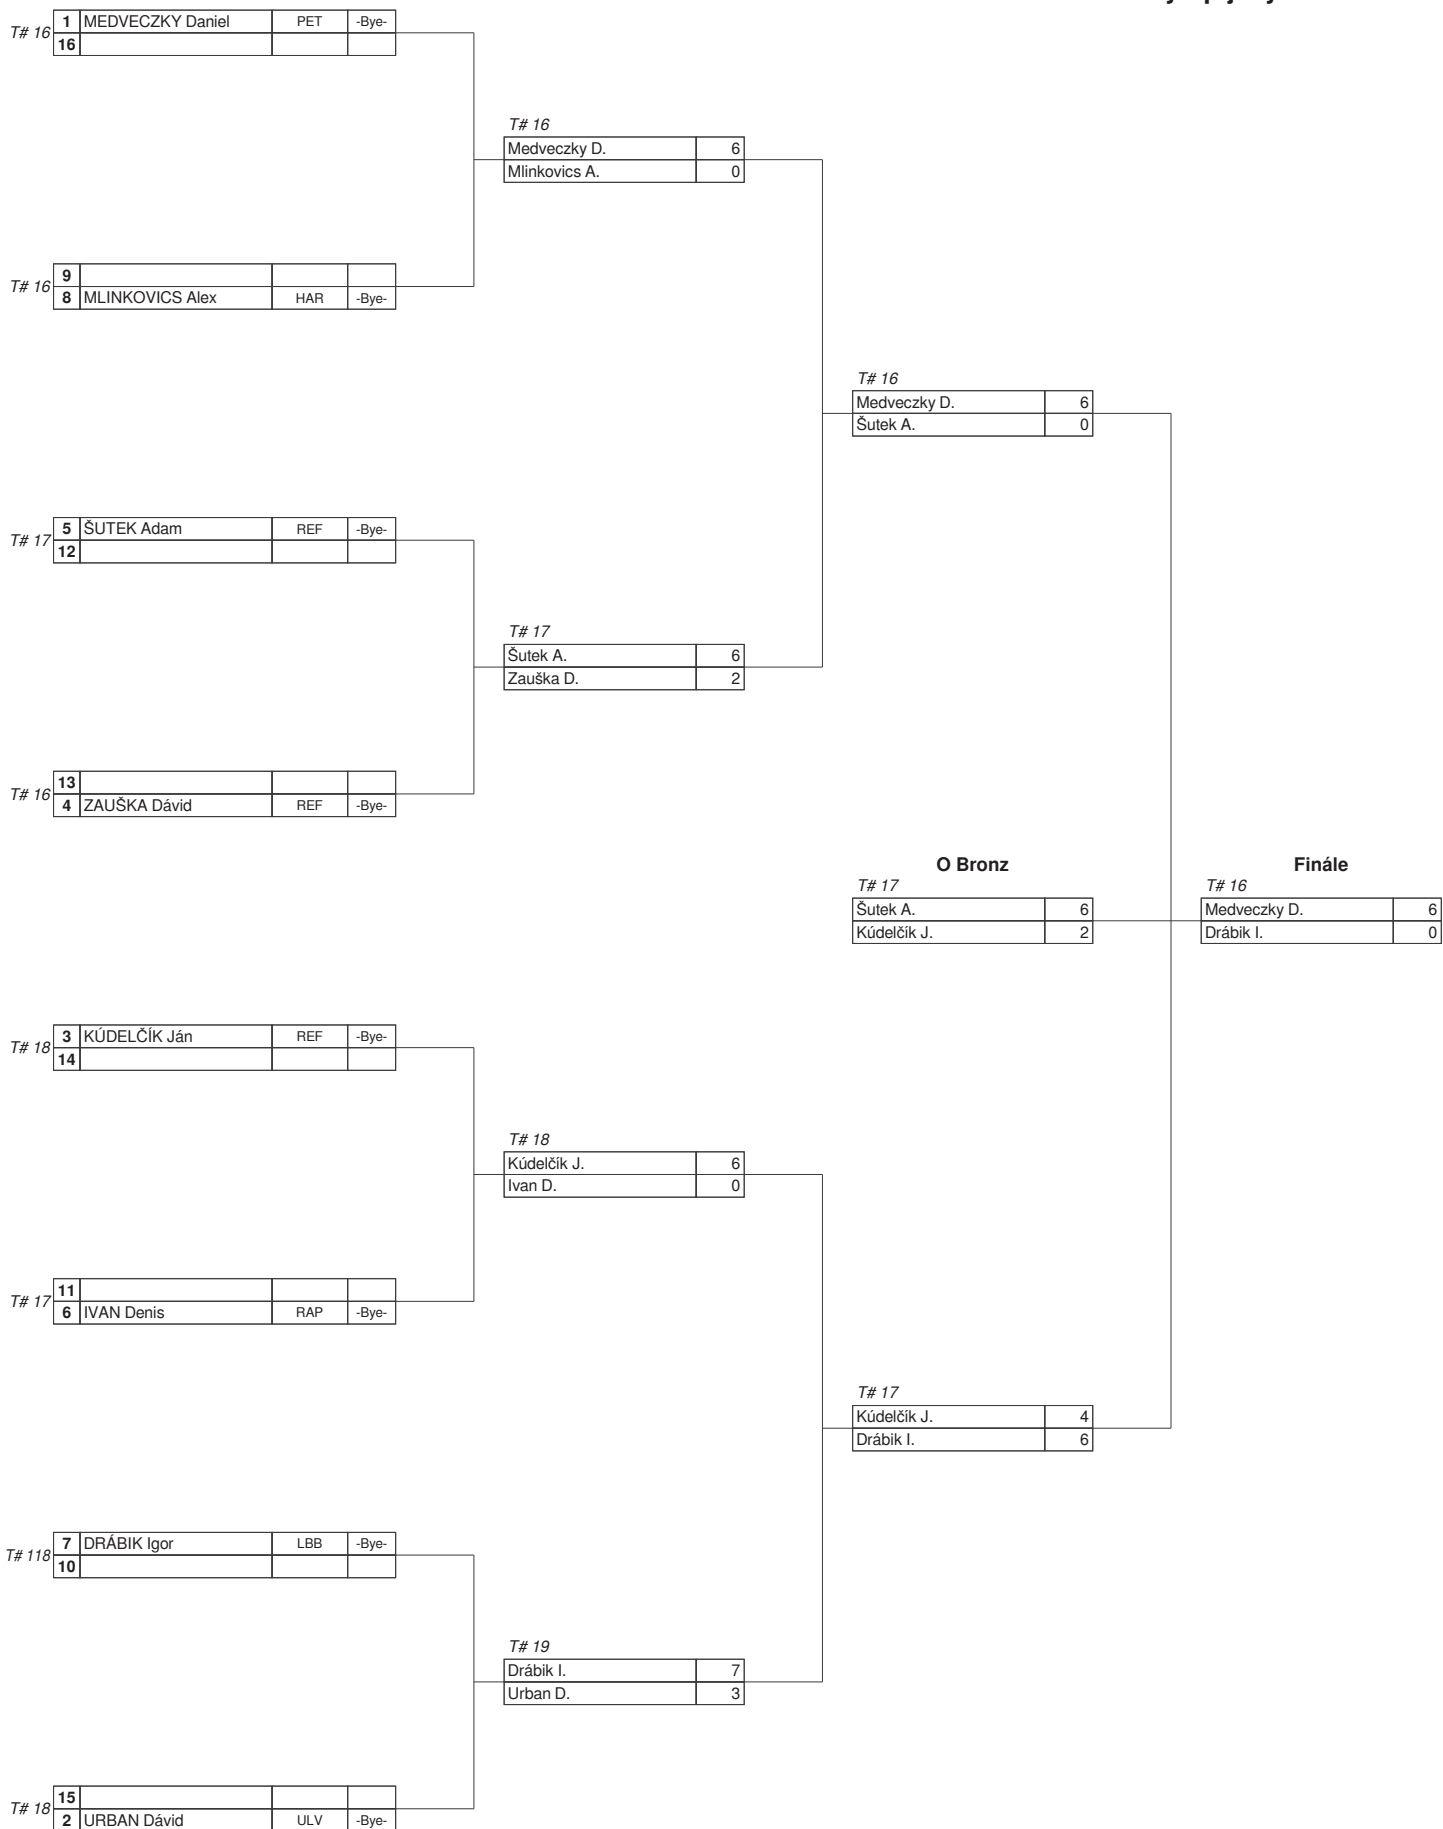 T# 16
1 MEDVECZKY Daniel PET -Bye-
16
T# 16
Medveczky D. 6
Mlinkovics A. 0
T# 16
9
8 MLINKOVICS Alex HAR -Bye-
T# 16
Medveczky D. 6
Šutek A. 0
T# 17
5 ŠUTEK Adam REF -Bye-
12
T# 17
Šutek A. 6
Zauška D. 2
T# 16
13
4 ZAUŠKA Dávid REF -Bye-
O Bronz
T# 17
Šutek A. 6
Kúdelčík J. 2
Finále
T# 16
Medveczky D. 6
Drábik I. 0
T# 18
3 KÚDELČÍK Ján REF -Bye-
14
T# 18
Kúdelčík J. 6
Ivan D. 0
T# 17
11
6 IVAN Denis RAP -Bye-
T# 17
Kúdelčík J. 4
Drábik I. 6
T# 118
7 DRÁBIK Igor LBB -Bye-
10
T# 19
Drábik I. 7
Urban D. 3
T# 18
15
2 URBAN Dávid ULV -Bye-